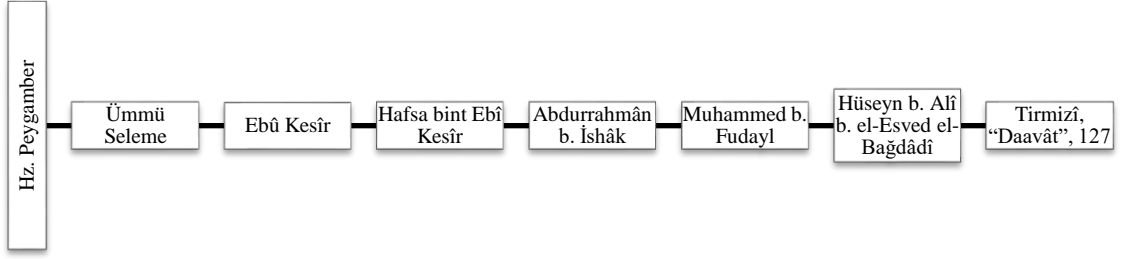 Hz. Peygamber
Ümmü
Seleme
Ebû Kesîr
Hafsa bint Ebî
Kesîr
Abdurrahmân
b. İshâk
Muhammed b.
Fudayl
Hüseyn b. Alî
b. el-Esved el-
Bağdâdî
Tirmizî,
“Daavât”, 127